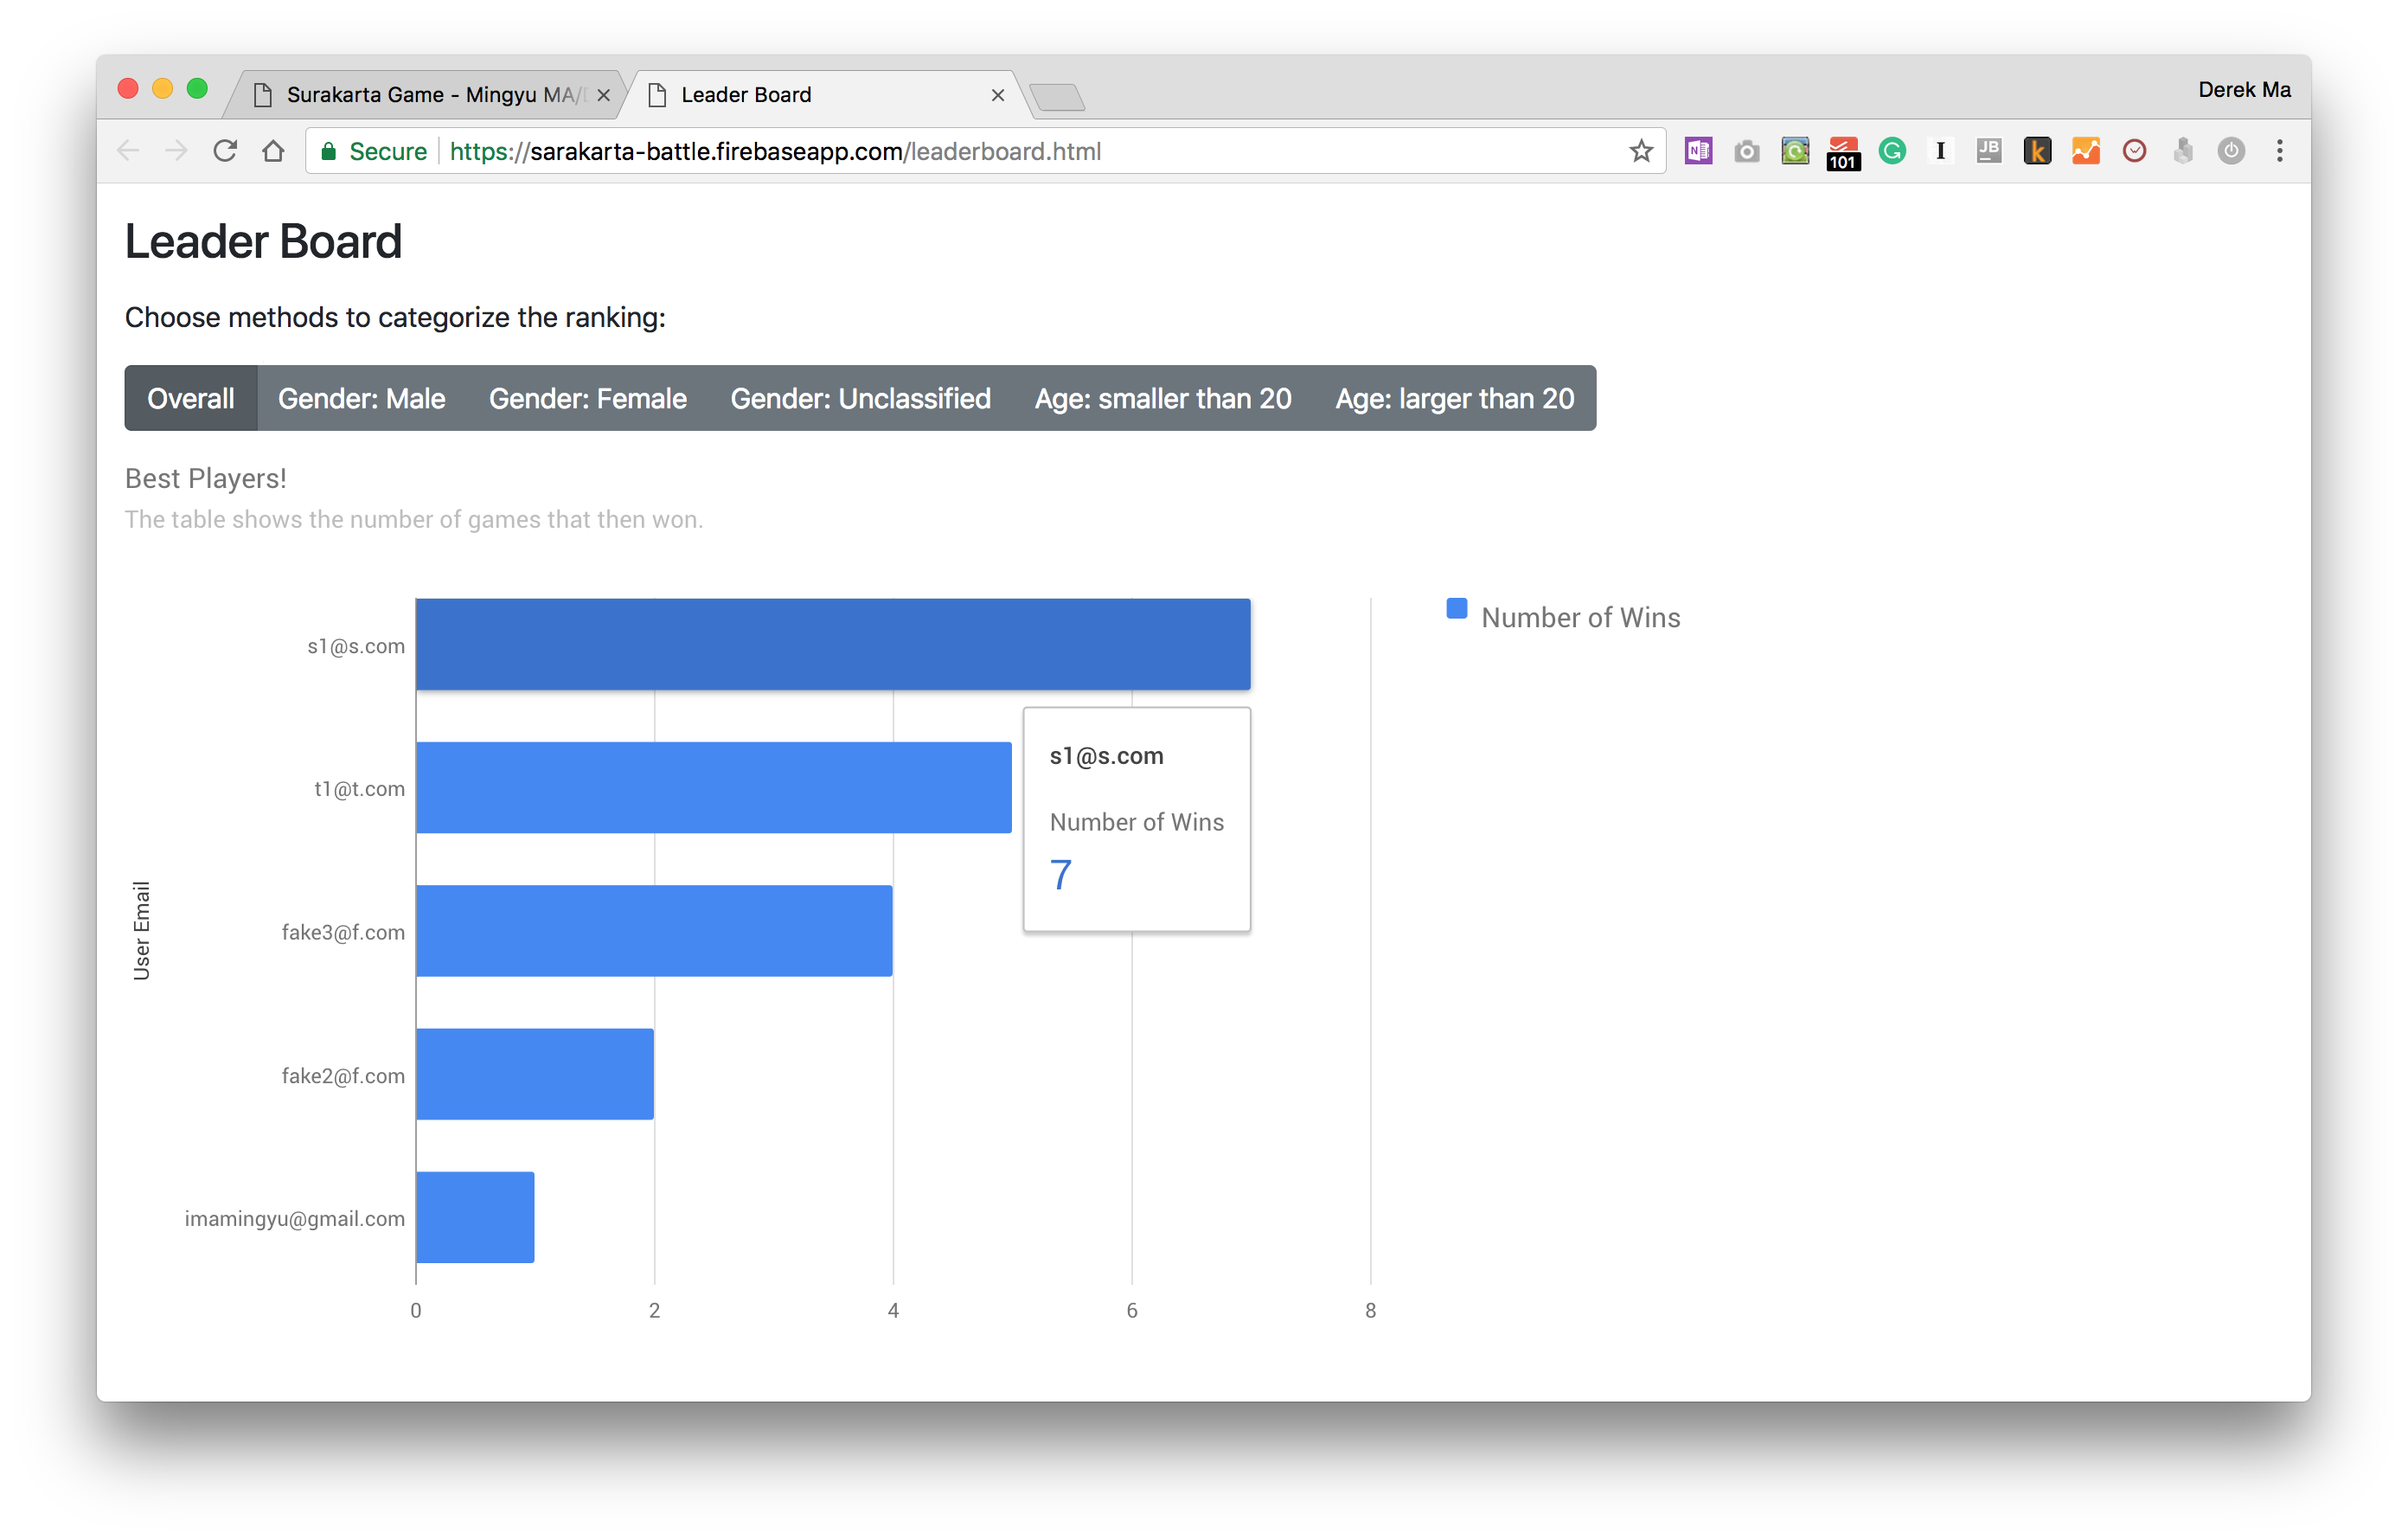 Surakarta Game - Mingyu MA/
Leader Board
Derek Ma
Secure https://sarakarta-battle.firebaseapp.com/leaderboard.html
N
101
G
I
JB
k
Leader Board
Choose methods to categorize the ranking:
Overall Gender: Male Gender: Female Gender: Unclassified Age: smaller than 20 Age: larger than 20
Best Players!
The table shows the number of games that then won.
Number of Wins
s1@s.com
t1@t.com
s1@s.com
Number of Wins
7
User Email
fake3@f.com
fake2@f.com
imamingyu@gmail.com
0 2 4 6 8